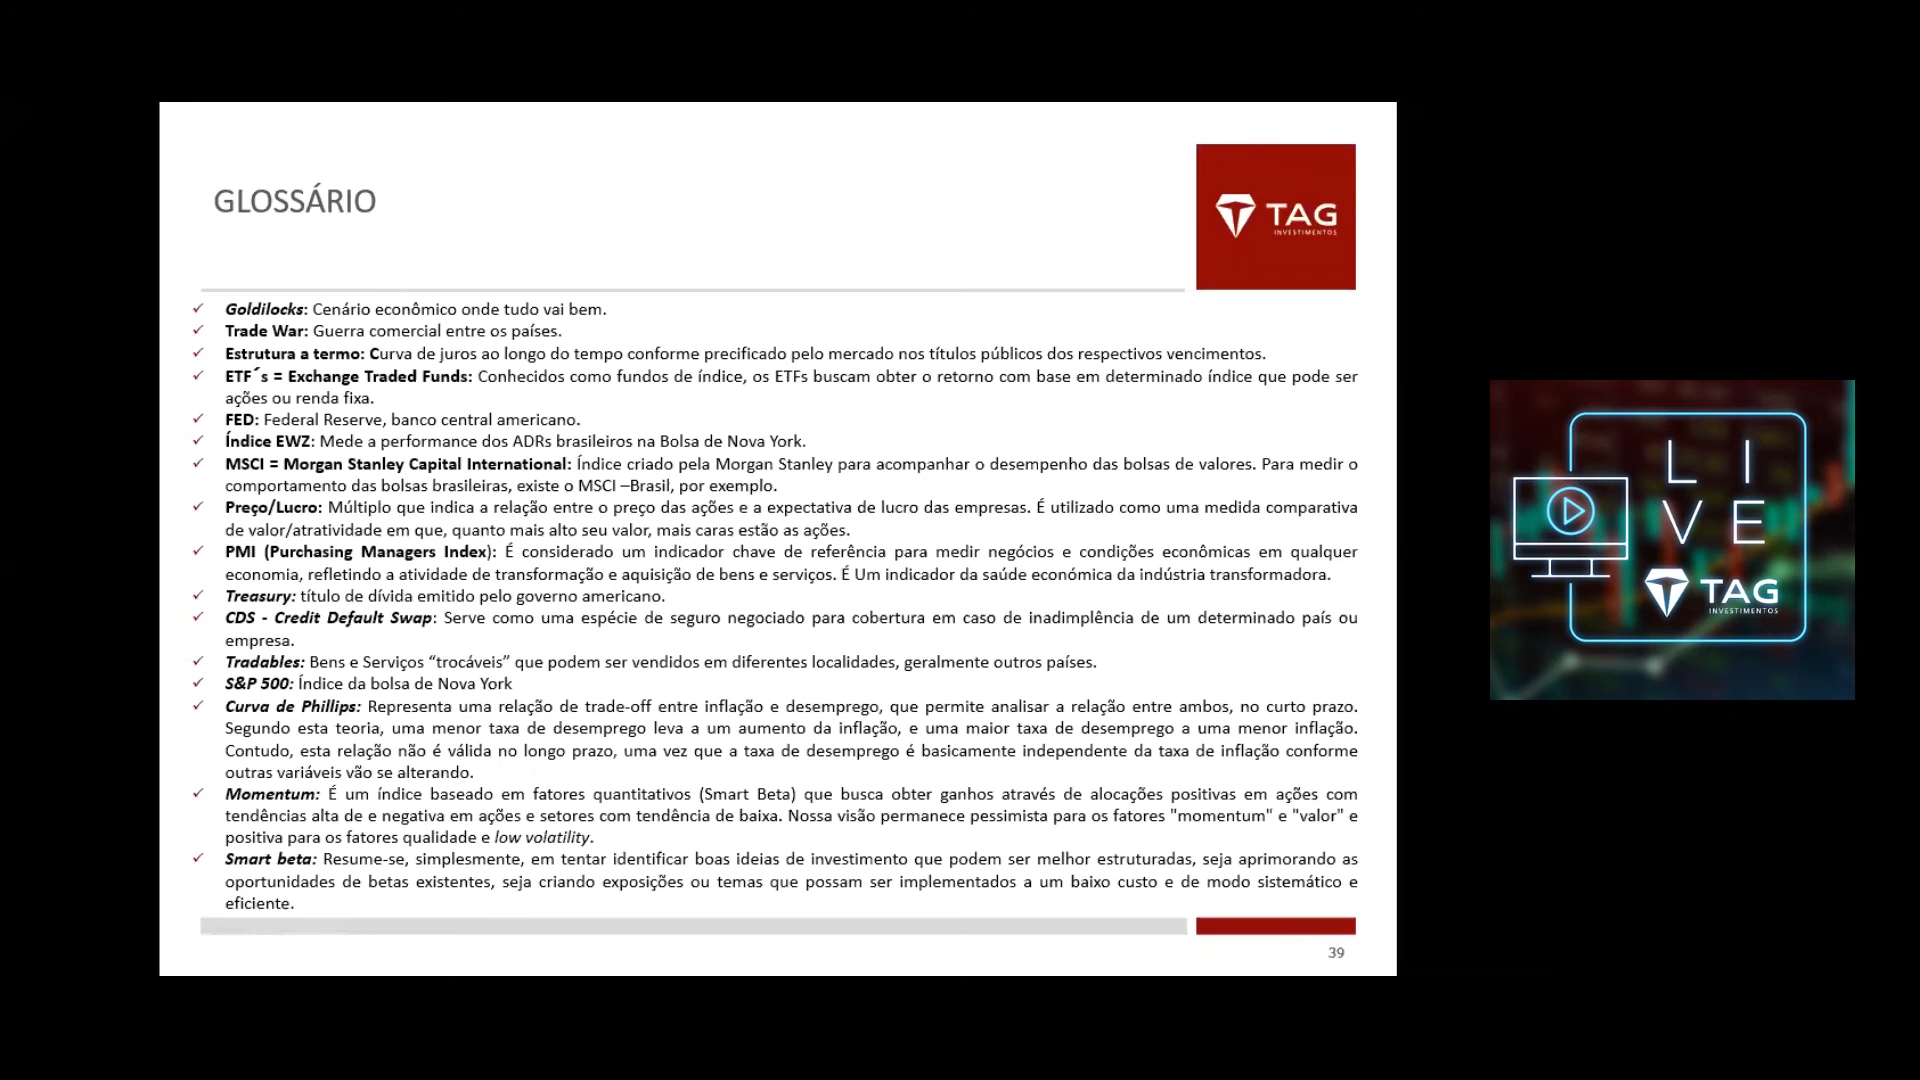 GLOSSÁRIO
TAG
INVESTIMENTOS
Goldilocks: Cenário econômico onde tudo vai bem.
Trade War: Guerra comercial entre os países.
Estrutura a termo: Curva de juros ao longo do tempo conforme precificado pelo mercado nos títulos públicos dos respectivos vencimentos.
ETF´s = Exchange Traded Funds: Conhecidos como fundos de índice, os ETFs buscam obter o retorno com base em determinado índice que pode ser
ações ou renda fixa.
FED: Federal Reserve, banco central americano.
Índice EWZ: Mede a performance dos ADRs brasileiros na Bolsa de Nova York.
MSCI = Morgan Stanley Capital International: Índice criado pela Morgan Stanley para acompanhar o desempenho das bolsas de valores. Para medir o
comportamento das bolsas brasileiras, existe o MSCI –Brasil, por exemplo.
Preço/Lucro: Múltiplo que indica a relação entre o preço das ações e a expectativa de lucro das empresas. É utilizado como uma medida comparativa
de valor/atratividade em que, quanto mais alto seu valor, mais caras estão as ações.
PMI (Purchasing Managers Index): É considerado um indicador chave de referência para medir negócios e condições econômicas em qualquer
economia, refletindo a atividade de transformação e aquisição de bens e serviços. É Um indicador da saúde económica da indústria transformadora.
Treasury: título de dívida emitido pelo governo americano.
CDS - Credit Default Swap: Serve como uma espécie de seguro negociado para cobertura em caso de inadimplência de um determinado país ou
empresa.
Tradables: Bens e Serviços “trocáveis” que podem ser vendidos em diferentes localidades, geralmente outros países.
S&P 500: Índice da bolsa de Nova York
Curva de Phillips: Representa uma relação de trade-off entre inflação e desemprego, que permite analisar a relação entre ambos, no curto prazo.
Segundo esta teoria, uma menor taxa de desemprego leva a um aumento da inflação, e uma maior taxa de desemprego a uma menor inflação.
Contudo, esta relação não é válida no longo prazo, uma vez que a taxa de desemprego é basicamente independente da taxa de inflação conforme
outras variáveis vão se alterando.
Momentum: É um índice baseado em fatores quantitativos (Smart Beta) que busca obter ganhos através de alocações positivas em ações com
tendências alta de e negativa em ações e setores com tendência de baixa. Nossa visão permanece pessimista para os fatores "momentum" e "valor" e
positiva para os fatores qualidade e low volatility.
Smart beta: Resume-se, simplesmente, em tentar identificar boas ideias de investimento que podem ser melhor estruturadas, seja aprimorando as
oportunidades de betas existentes, seja criando exposições ou temas que possam ser implementados a um baixo custo e de modo sistemático e
eficiente.
39
LI
VE
TAG
INVESTIMENTOS